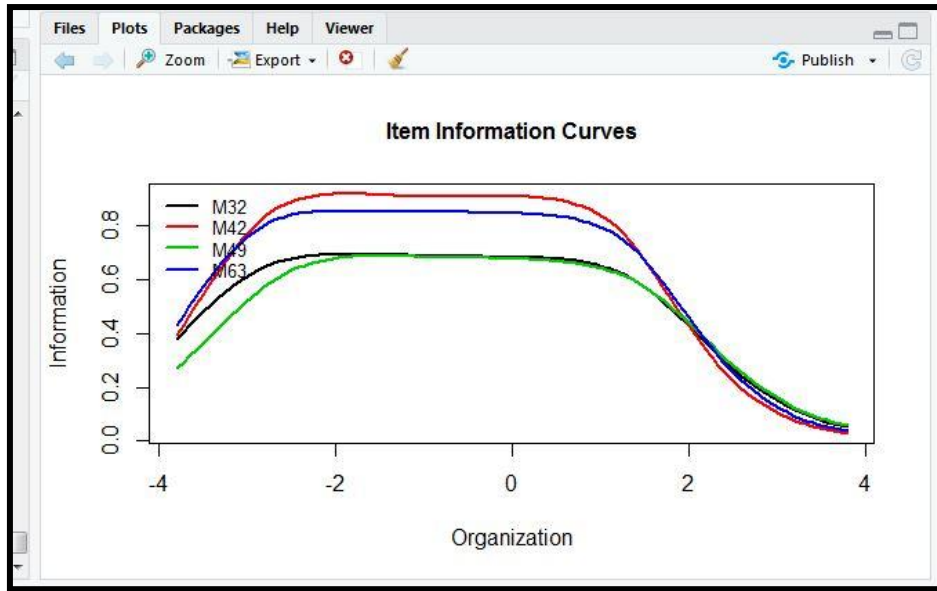 Files Plots Packages Help Viewer
Zoom Export Publish
Item Information Curves
M32
M42
M49
M63
Information
0.0 0.2 0.4 0.6 0.8
-4 -2 0 2 4
Organization